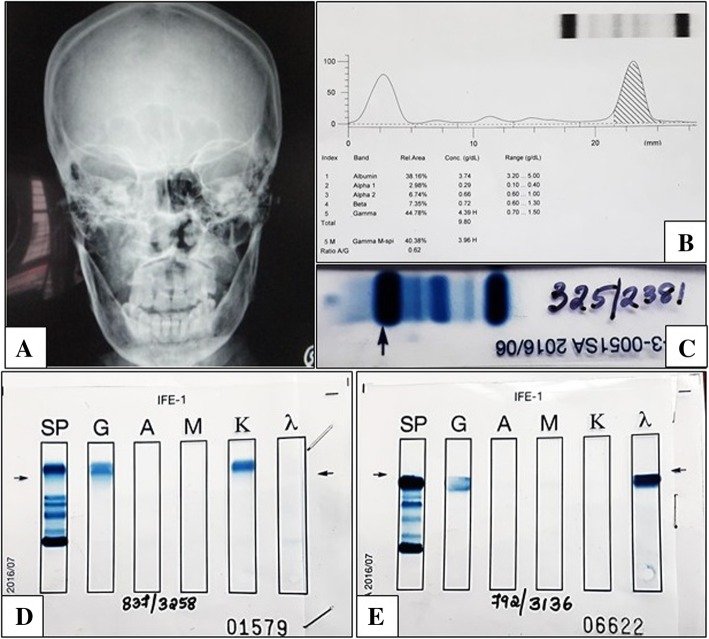 A
100
50
0
0 10 20 (mm)
Index Band Rel.Area Conc. (g/dL) Range (g/dL)
1 Albumin 38.16% 3.74 3.20 .. 5.00
2 Alpha 1 2.98% 0.29 0.10 .. 0.40
3 Alpha 2 6.74% 0.66 0.60 .. 1.00
4 Beta 7.35% 0.72 0.60 .. 1.30
5 Gamma 44.78% 4.39 H 0.70 .. 1.50
Total 9.80
5 M Gamma M-spi 40.38% 3.96 H
Ratio A/G 0.62
B
325/2381
-3-0051SA 2016/06
C
IFE-1
SP G A M K λ
2016/07
837/3258
01579
D
IFE-1
SP G A M K λ
A 2016/07
792/3136
06622
E